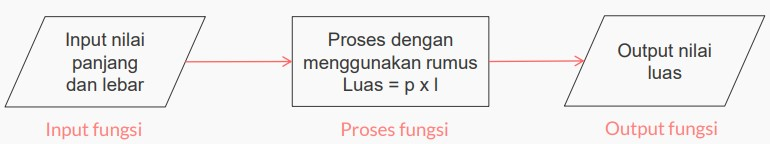 Input nilai
panjang
dan lebar
Proses dengan
menggunakan rumus
Luas = p x l
Output nilai
luas
Input fungsi
Proses fungsi
Output fungsi